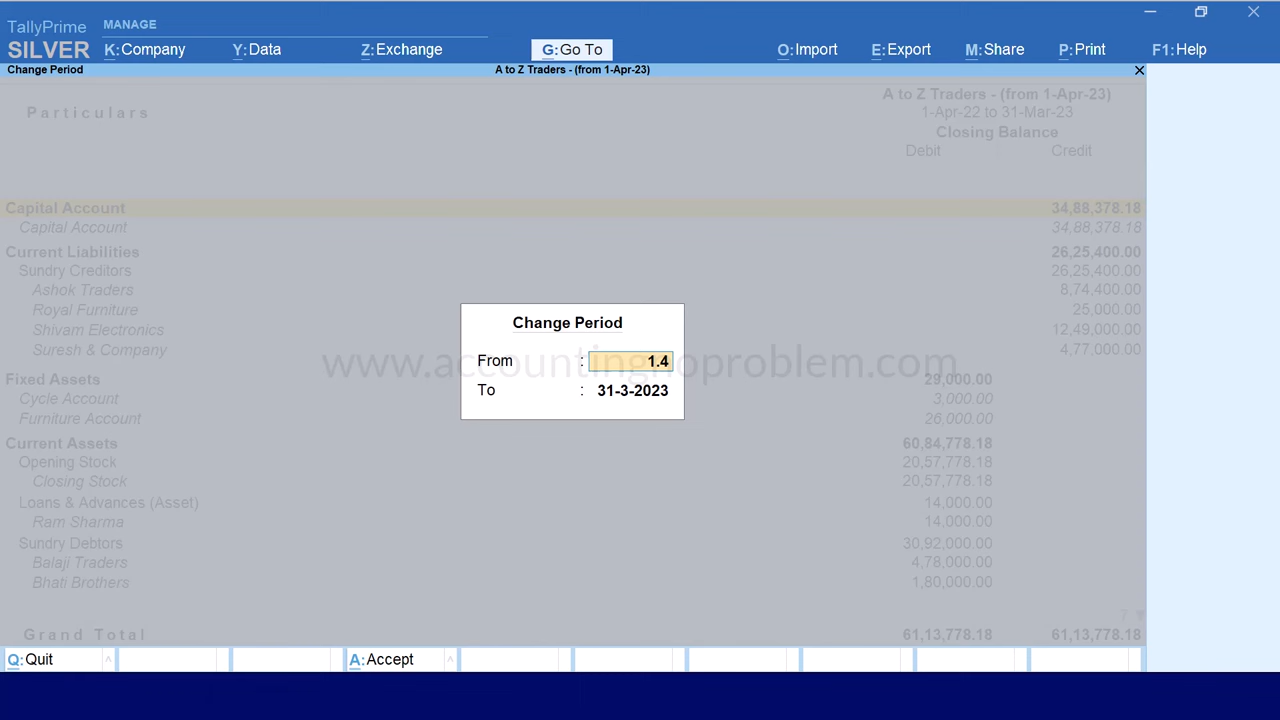 TallyPrime MANAGE
SILVER K:Company Y:Data Z:Exchange G:Go To O:Import E:Export M:Share P:Print F1:Help
Change Period A to Z Traders - (from 1-Apr-23)
Particulars A to Z Traders - (from 1-Apr-23)
1-Apr-22 to 31-Mar-23
Closing Balance
Debit Credit
Capital Account 34,88,378.18
Capital Account 34,88,378.18
Current Liabilities 26,25,400.00
Sundry Creditors 26,25,400.00
Ashok Traders 8,74,400.00
Royal Furniture 25,000.00
Shivam Electronics 12,49,000.00
Suresh & Company 4,77,000.00
Change Period
From : 1.4
To : 31-3-2023
www.accountingnoproblem.com
Fixed Assets 29,000.00
Cycle Account 3,000.00
Furniture Account 26,000.00
Current Assets 60,84,778.18
Opening Stock 20,57,778.18
Closing Stock 20,57,778.18
Loans & Advances (Asset) 14,000.00
Ram Sharma 14,000.00
Sundry Debtors 30,92,000.00
Balaji Traders 4,78,000.00
Bhati Brothers 1,80,000.00
7 ▼
Grand Total 61,13,778.18 61,13,778.18
Q:Quit A:Accept